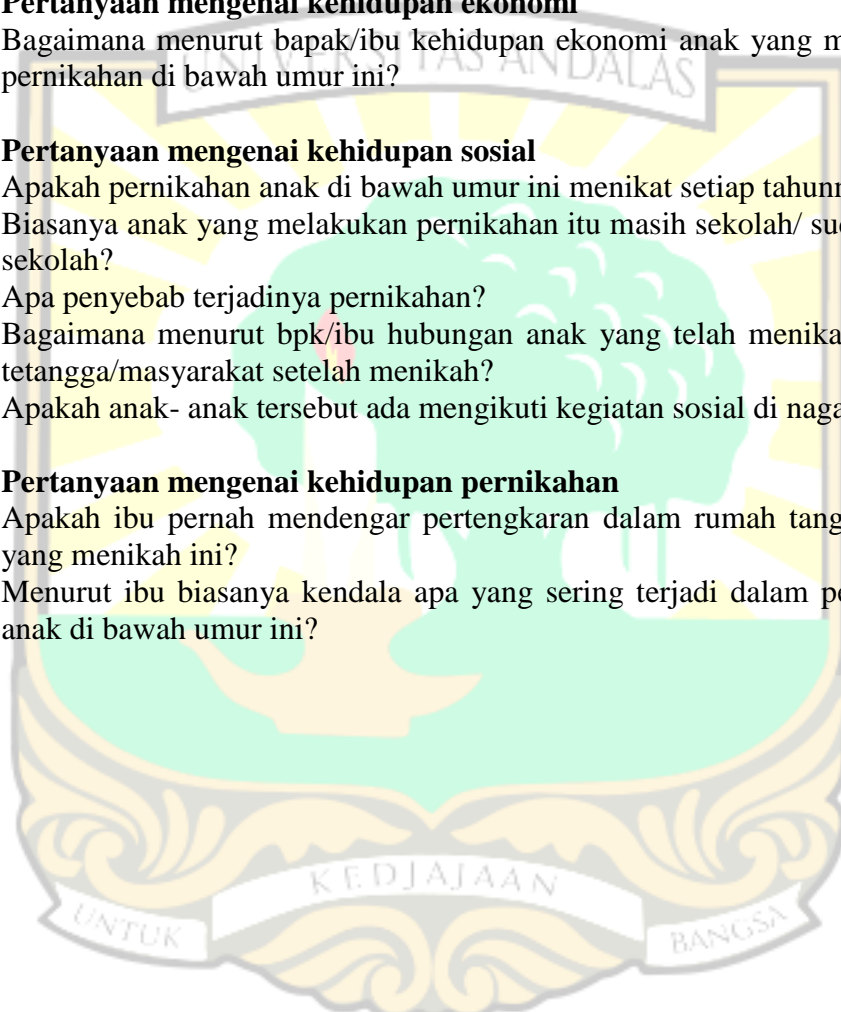 Pertanyaan mengenai kehidupan ekonomi
Bagaimana menurut bapak/ibu kehidupan ekonomi anak yang m
pernikahan di bawah umur ini?
UNIVERSITAS ANDALAS
Pertanyaan mengenai kehidupan sosial
Apakah pernikahan anak di bawah umur ini menikat setiap tahunn
Biasanya anak yang melakukan pernikahan itu masih sekolah/ su
sekolah?
Apa penyebab terjadinya pernikahan?
Bagaimana menurut bpk/ibu hubungan anak yang telah menika
tetangga/masyarakat setelah menikah?
Apakah anak- anak tersebut ada mengikuti kegiatan sosial di naga
Pertanyaan mengenai kehidupan pernikahan
Apakah ibu pernah mendengar pertengkaran dalam rumah tang
yang menikah ini?
Menurut ibu biasanya kendala apa yang sering terjadi dalam pe
anak di bawah umur ini?
UNTUK KEDJAJAAN BANGSA